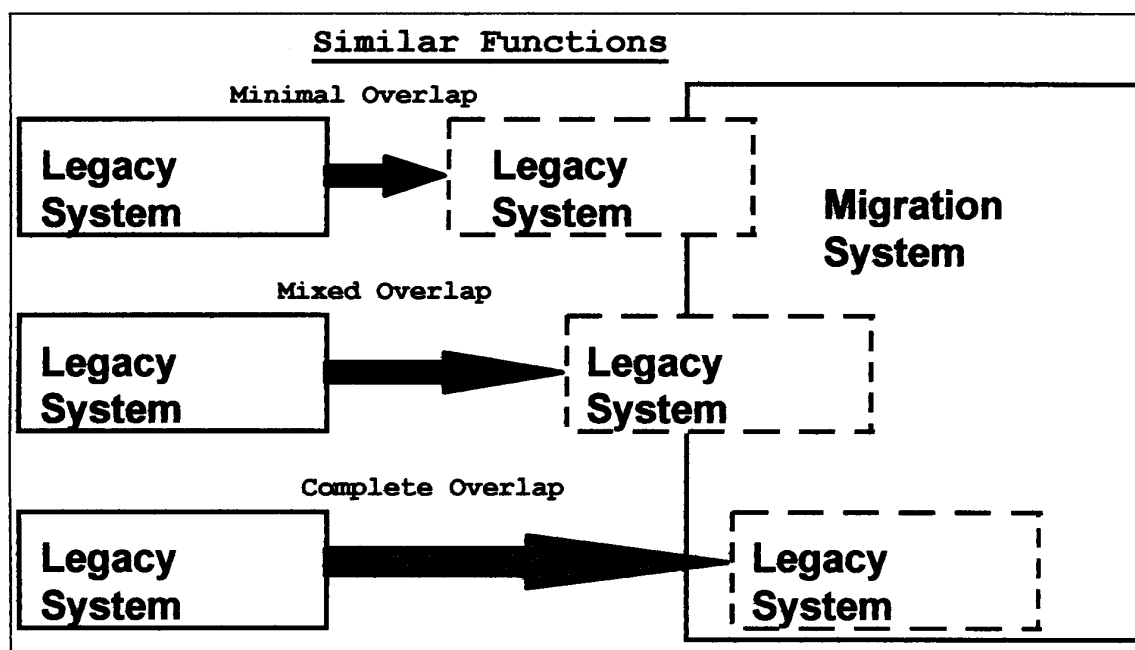 Similar Functions
Minimal Overlap
Legacy
System
Legacy
System
Migration
System
Mixed Overlap
Legacy
System
Legacy
System
Complete Overlap
Legacy
System
Legacy
System